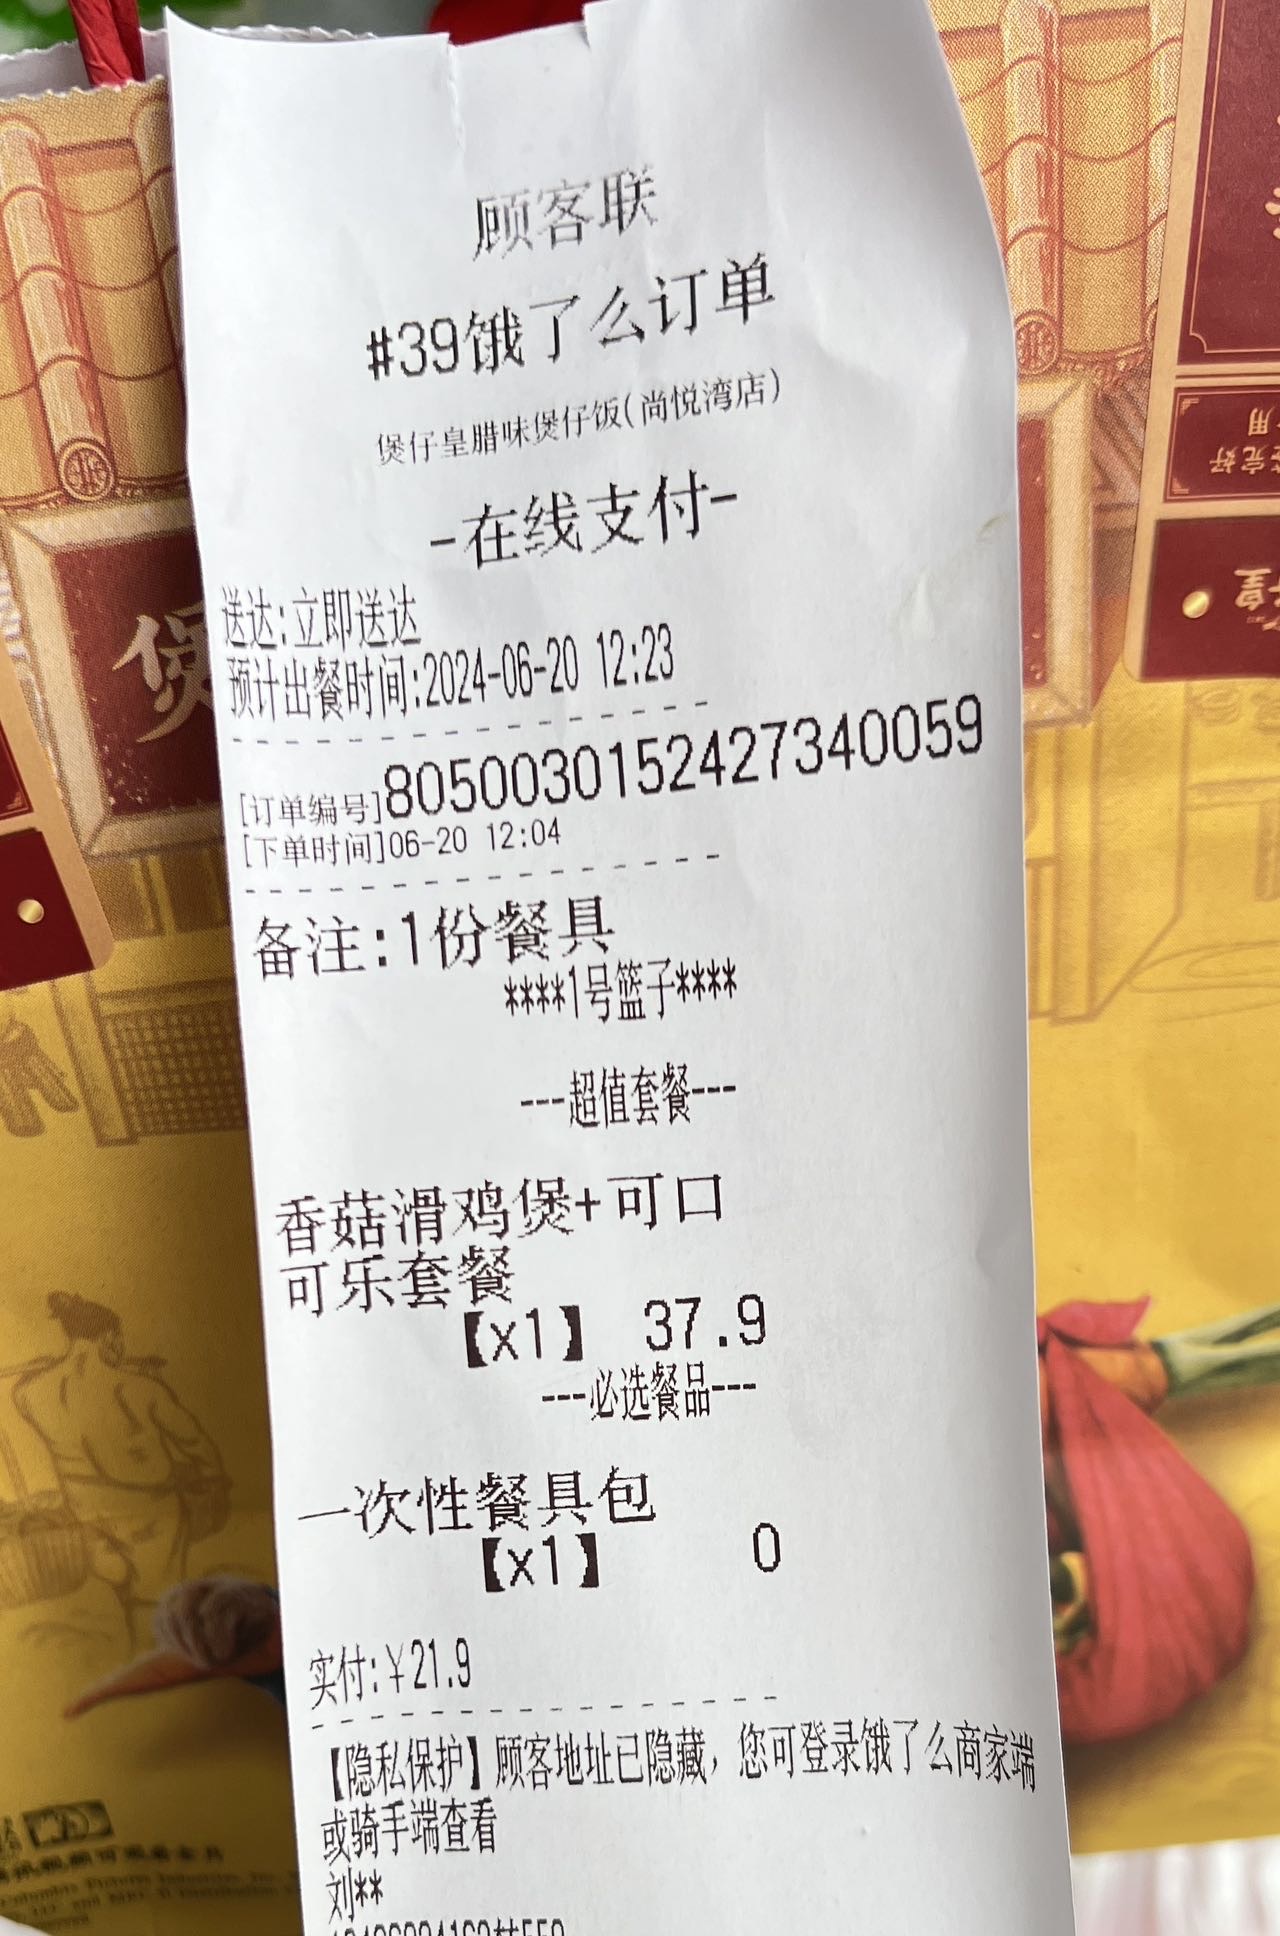 顾客联
#39饿了么订单
煲仔皇腊味煲仔饭(尚悦湾店)
-在线支付-
送达:立即送达
预计出餐时间:2024-06-20 12:23
[订单编号]8050030152427340059
[下单时间]06-20 12:04
备注:1份餐具
****1号篮子****
---超值套餐---
香菇滑鸡煲+可口
可乐套餐
【x1】 37.9
---必选餐品---
一次性餐具包
【x1】 0
实付:¥21.9
【隐私保护】顾客地址已隐藏，您可登录饿了么商家端
或骑手端查看
刘**
煲